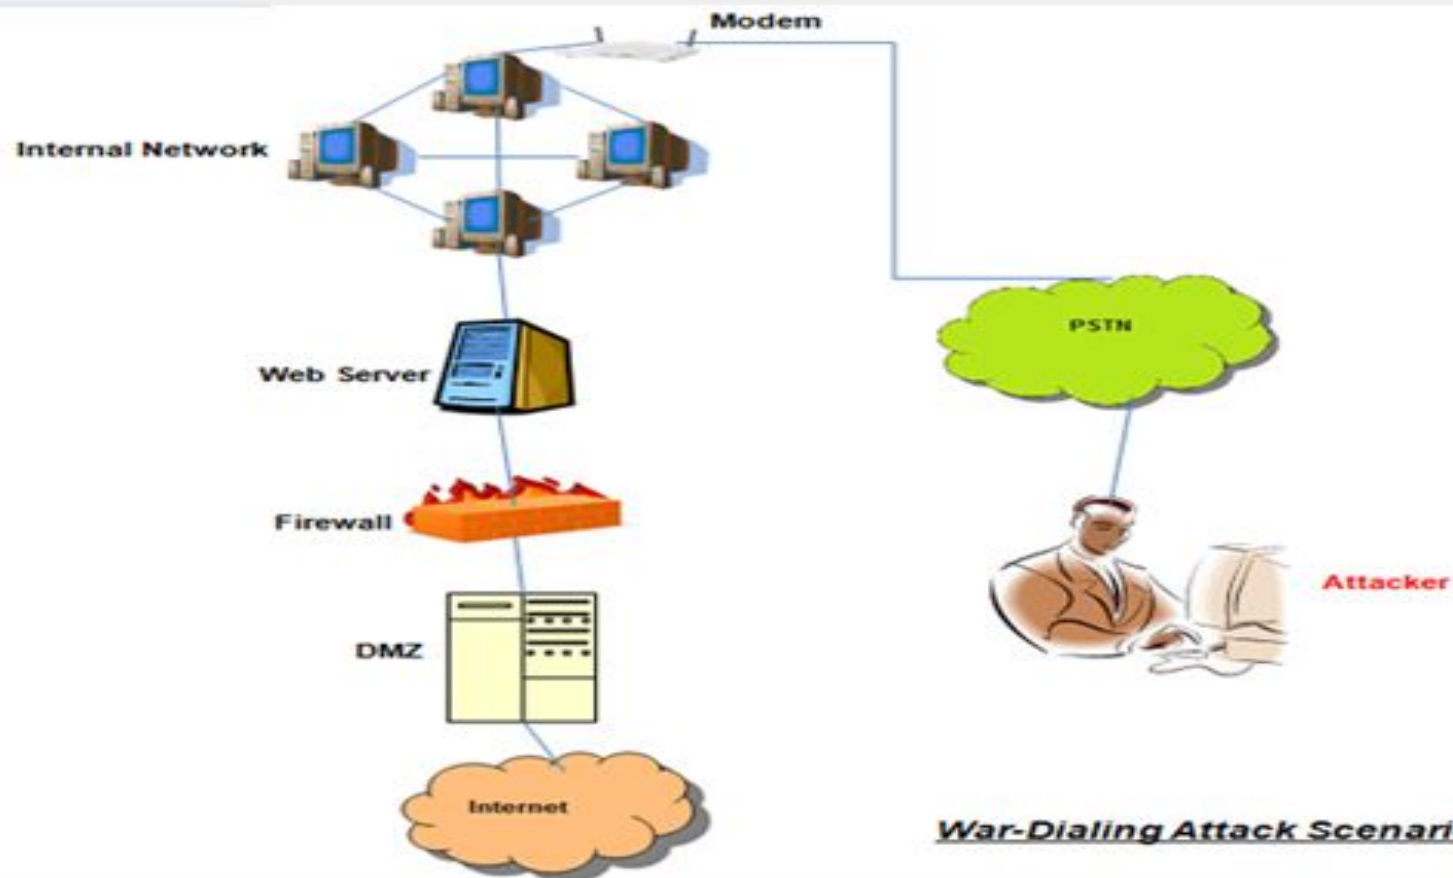 Modem
Internal Network
PSTN
Web Server
Firewall
Attacker
DMZ
Internet
War-Dialing Attack Scenari